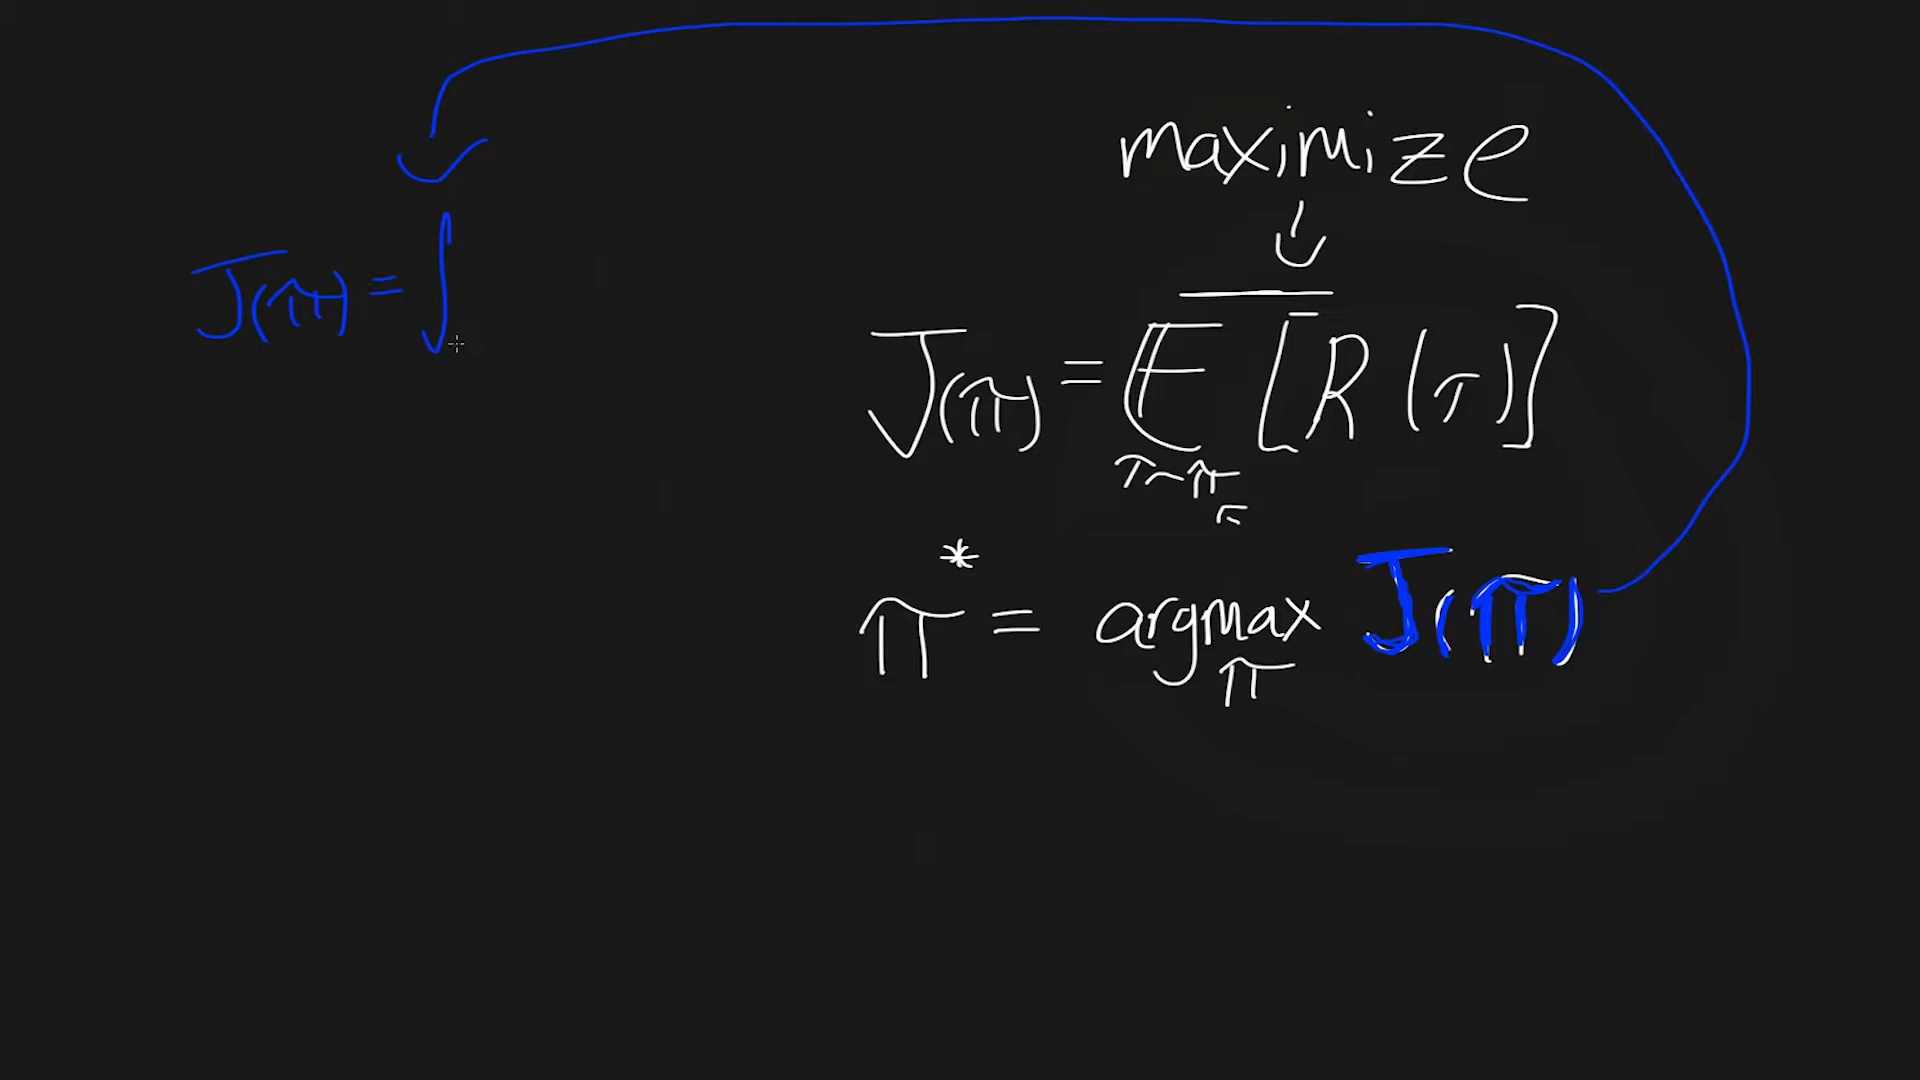 maximize
J(π) = ∫
J(π) = E [R(τ)]
τ~π
π* = argmax J(π)
π